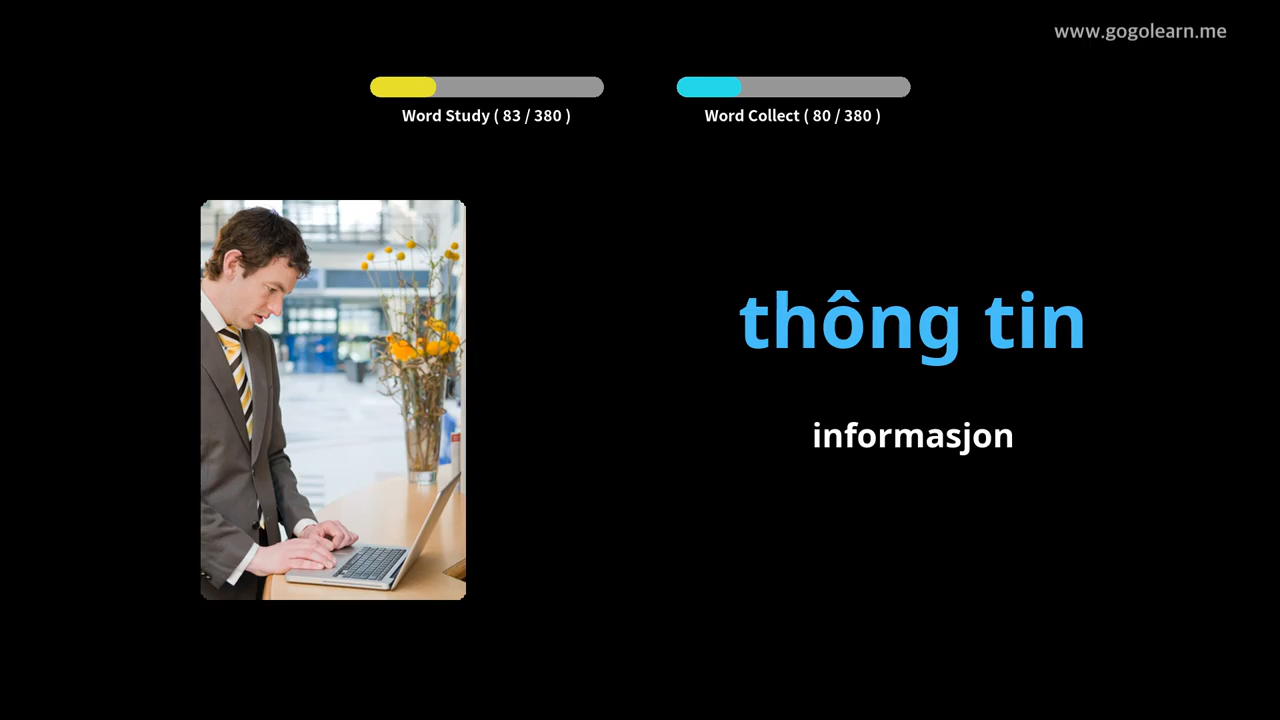 www.gogolearn.me
Word Study ( 83 / 380 )
Word Collect ( 80 / 380 )
thông tin
informasjon